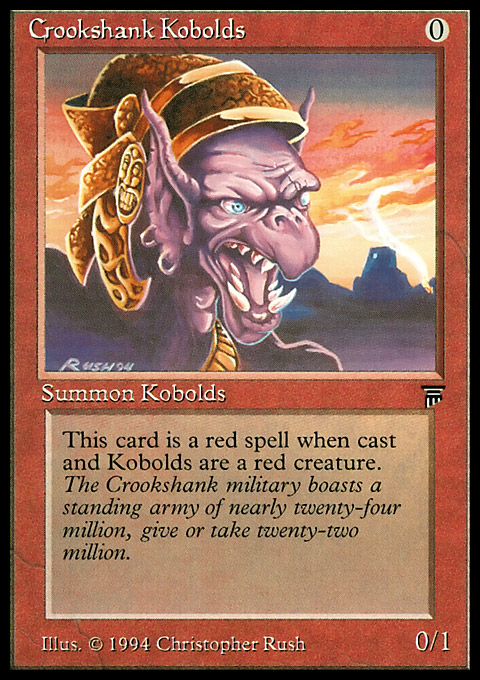 Crookshank Kobolds 0
RUSH 94
Summon Kobolds
This card is a red spell when cast
and Kobolds are a red creature.
The Crookshank military boasts a
standing army of nearly twenty-four
million, give or take twenty-two
million.
Illus. © 1994 Christopher Rush 0/1